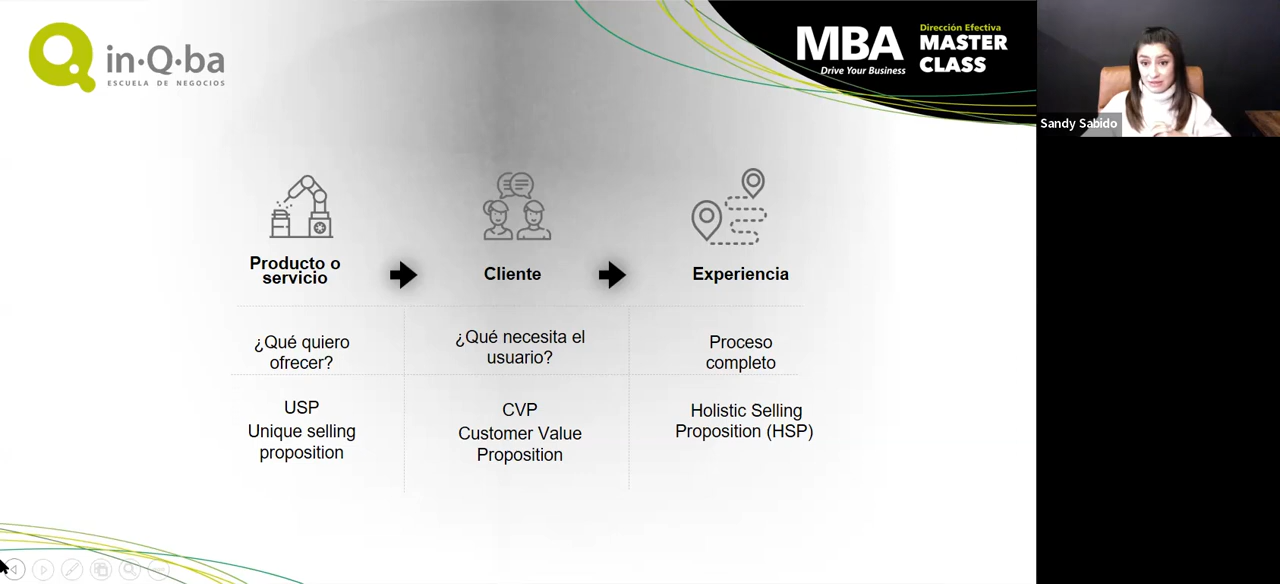 in·Q·ba
ESCUELA DE NEGOCIOS
MBA
Drive Your Business
Dirección Efectiva
MASTER
CLASS
Sandy Sabido
Producto o
servicio
Cliente
Experiencia
¿Qué quiero
ofrecer?
¿Qué necesita el
usuario?
Proceso
completo
USP
Unique selling
proposition
CVP
Customer Value
Proposition
Holistic Selling
Proposition (HSP)